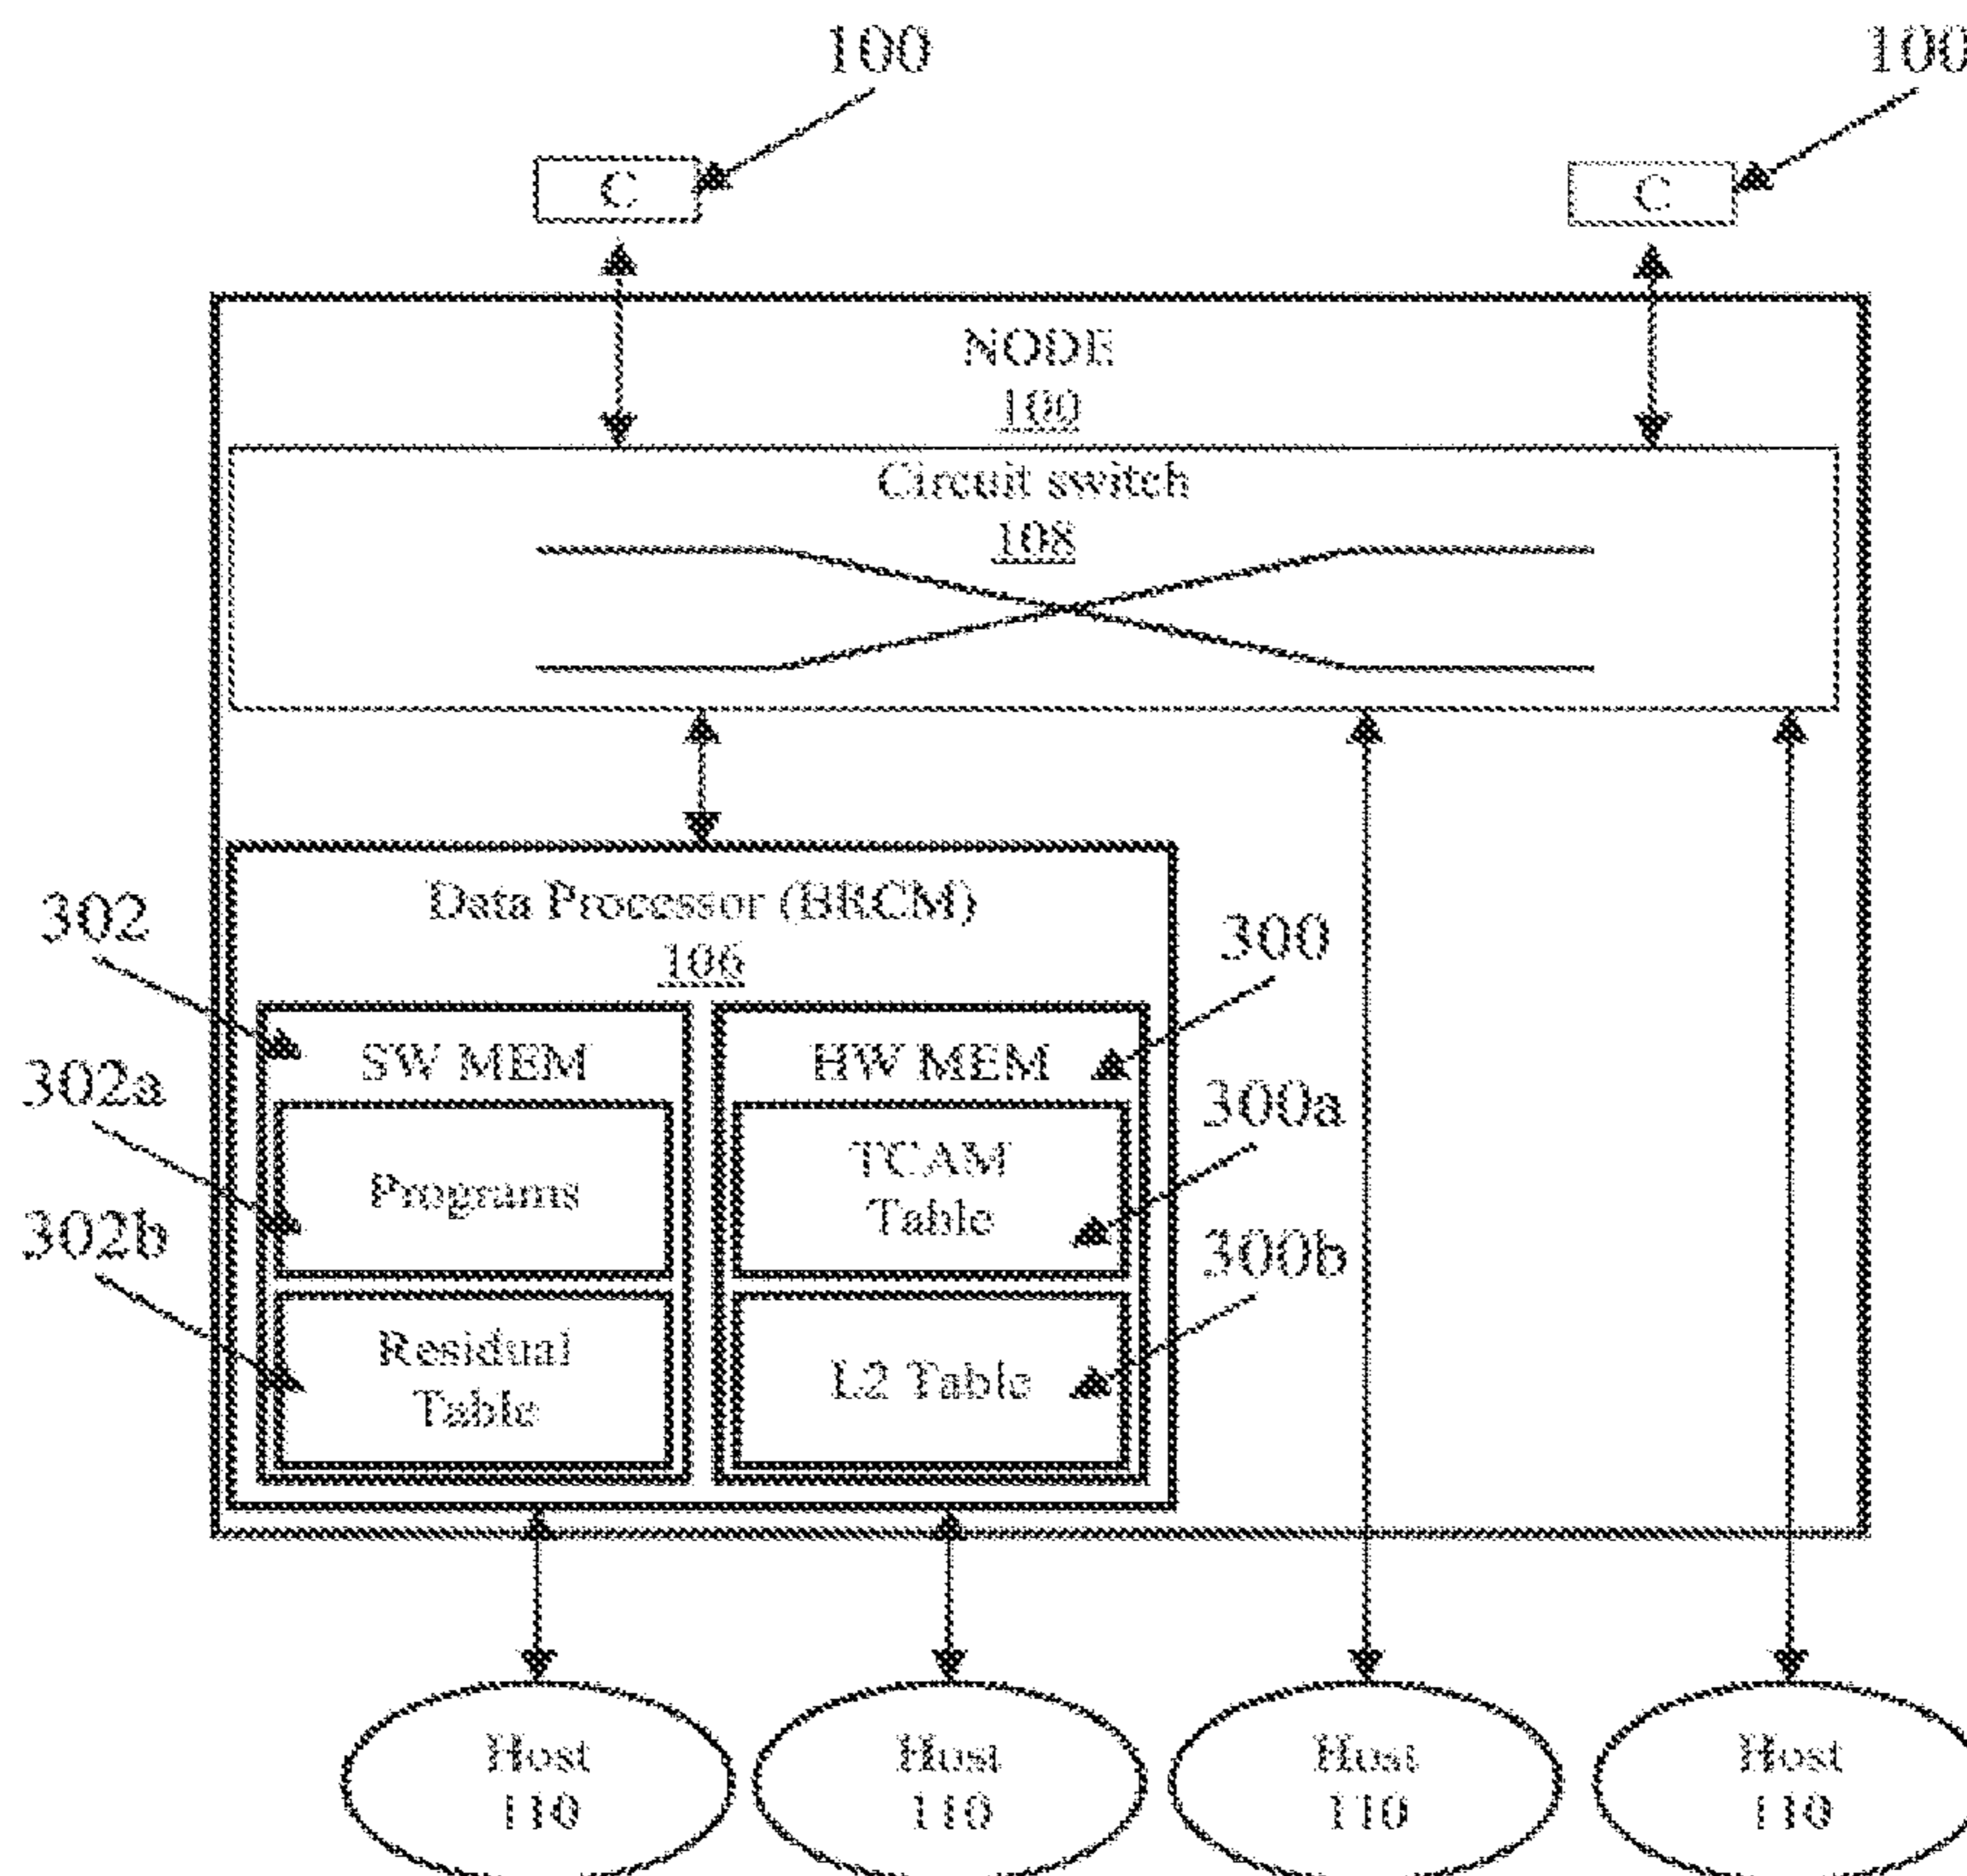 100
100
C
C
NODE
100
Circuit switch
108
Data Processor (BRCM)
106
302
300
SW MEM
HW MEM
302a
300a
Programs
TCAM
Table
302b
300b
Residual
Table
L2 Table
Host
110
Host
110
Host
110
Host
110